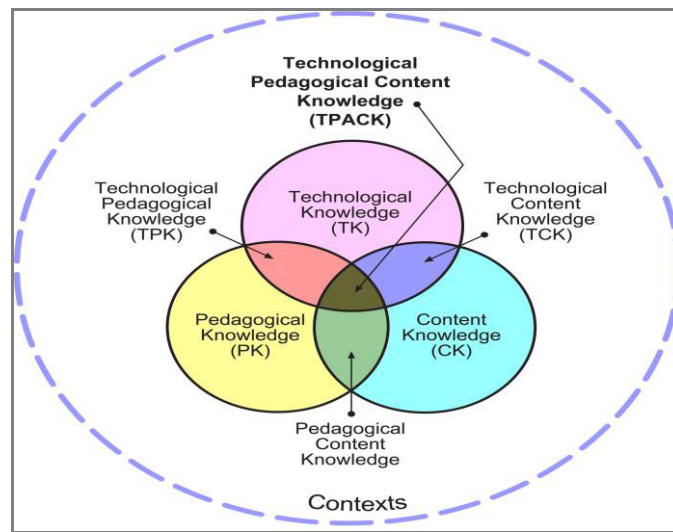 Technological
Pedagogical Content
Knowledge
(TPACK)
Technological
Pedagogical
Knowledge
(TPK)
Technological
Knowledge
(TK)
Technological
Content
Knowledge
(TCK)
Pedagogical
Knowledge
(PK)
Content
Knowledge
(CK)
Pedagogical
Content
Knowledge
Contexts